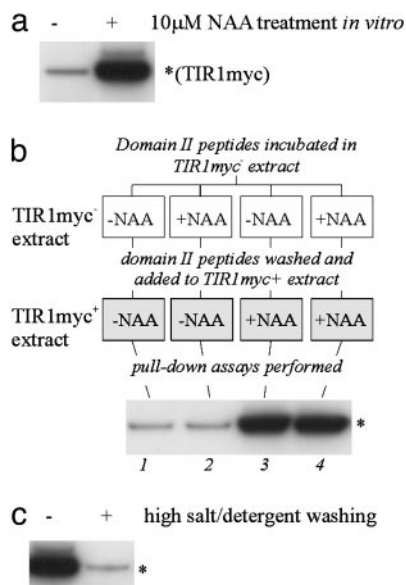 a
- + 10μM NAA treatment in vitro
*(TIR1myc)
b
Domain II peptides incubated in
TIR1myc- extract
TIR1myc-
extract
-NAA +NAA -NAA +NAA
domain II peptides washed and
added to TIR1myc+ extract
TIR1myc+
extract
-NAA -NAA +NAA +NAA
pull-down assays performed
*
1 2 3 4
c
- + high salt/detergent washing
*